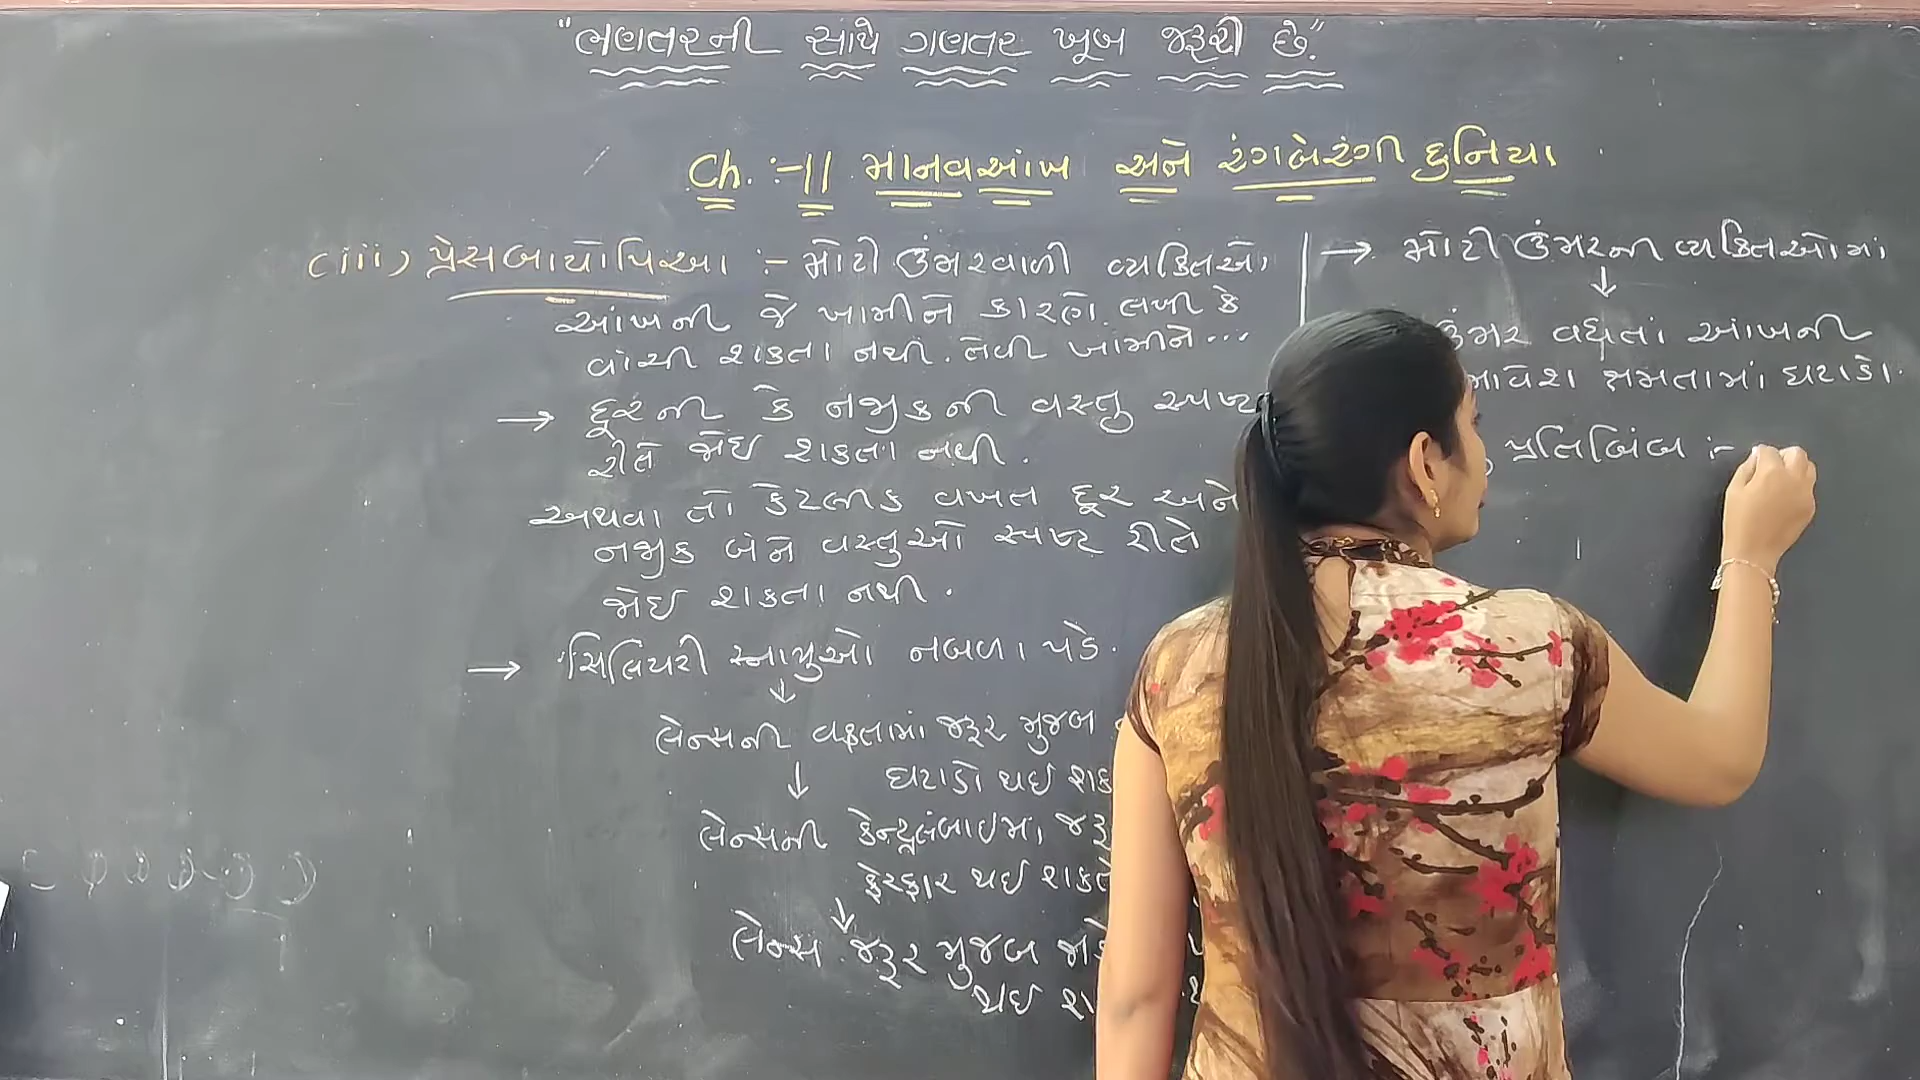 "ભણતરની સાથે ગણતર ખૂબ જરૂરી છે."
Ch. :- 11 માનવઆંખ અને રંગબેરંગી દુનિયા
(iii) પ્રેસબાયોપિઆ :- મોટી ઉંમરવાળી વ્યક્તિએ,
આંખની જે ખામીને કારણે લખી કે
વાંચી શકતા નથી. તેવી ખામીને...
→ દૂરની કે નજીકની વસ્તુ સ્પષ્ટ
રીતે જોઈ શકતા નથી.
અથવા તો કેટલીક વખત દૂર અને
નજીક બંને વસ્તુઓ સ્પષ્ટ રીતે
જોઈ શકતા નથી.
→ સિલિયરી સ્નાયુઓ નબળા પડે.
↓
લેન્સની વક્રતામાં જરૂર મુજબ
ઘટાડો થઈ શક
↓
લેન્સની કેન્દ્રલંબાઈમાં જરૂ
ફેરફાર થઈ શકતે
↓
લેન્સ જરૂર મુજબ જાડ
થઈ શ
→ મોટી ઉંમરની વ્યક્તિઓમાં
↓
ઉંમર વધતાં આંખની
માવેશ ક્ષમતામાં ઘટાડો.
પ્રતિબિંબ :-